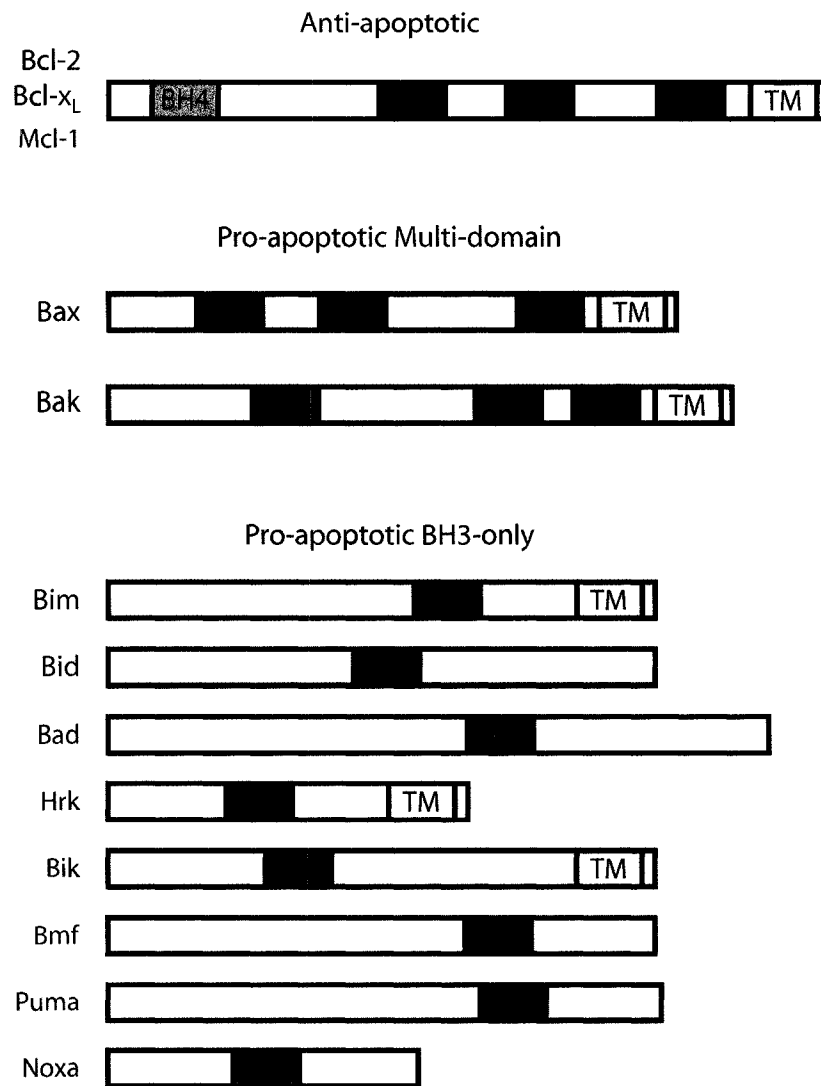 Anti-apoptotic
Bcl-2
Bcl-xL
BH4
TM
Mcl-1
Pro-apoptotic Multi-domain
Bax
TM
Bak
TM
Pro-apoptotic BH3-only
Bim
TM
Bid
Bad
Hrk
TM
Bik
TM
Bmf
Puma
Noxa